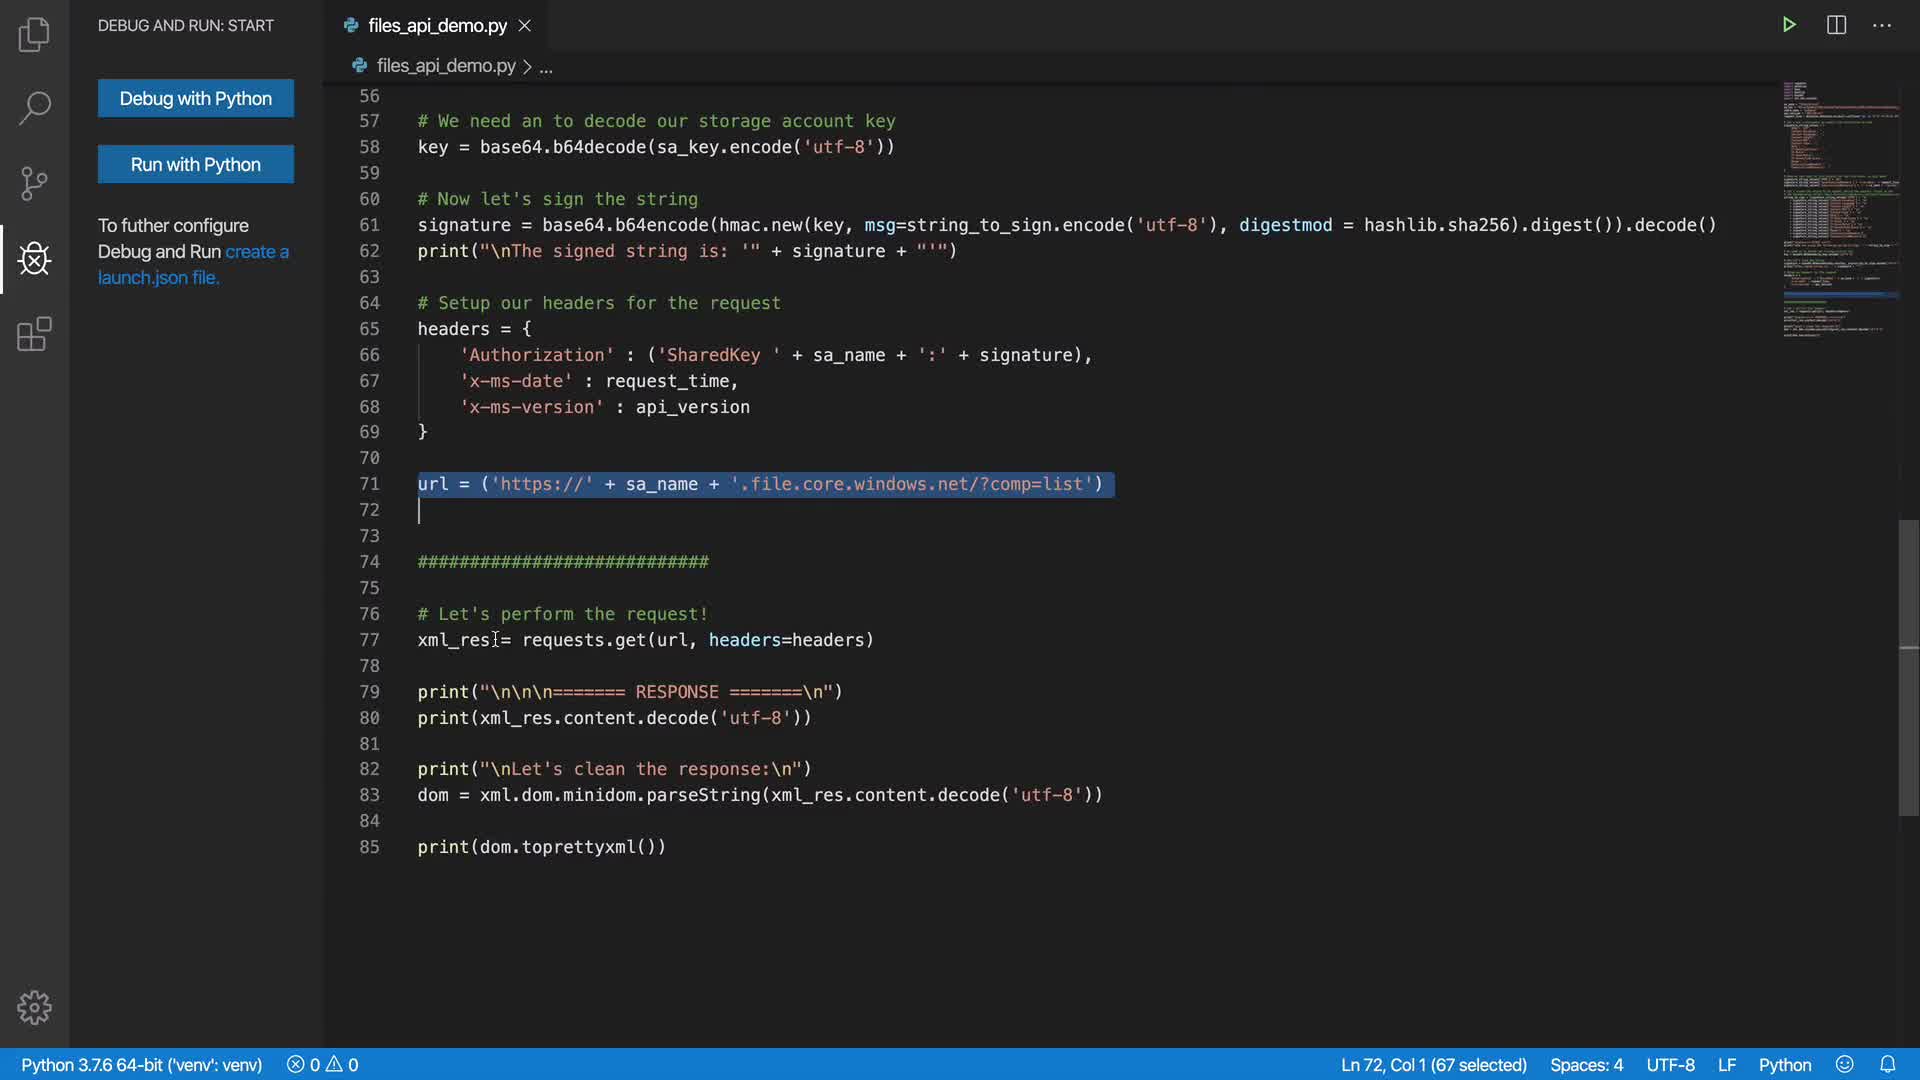 DEBUG AND RUN: START
files_api_demo.py
files_api_demo.py > ...
Debug with Python
Run with Python
To futher configure
Debug and Run create a
launch.json file.
56
57 # We need an to decode our storage account key
58 key = base64.b64decode(sa_key.encode('utf-8'))
59
60 # Now let's sign the string
61 signature = base64.b64encode(hmac.new(key, msg=string_to_sign.encode('utf-8'), digestmod = hashlib.sha256).digest()).decode()
62 print("\nThe signed string is: '" + signature + "'")
63
64 # Setup our headers for the request
65 headers = {
66 'Authorization' : ('SharedKey ' + sa_name + ':' + signature),
67 'x-ms-date' : request_time,
68 'x-ms-version' : api_version
69 }
70
71 url = ('https://' + sa_name + '.file.core.windows.net/?comp=list')
72
73
74 ############################
75
76 # Let's perform the request!
77 xml_res = requests.get(url, headers=headers)
78
79 print("\n\n\n======= RESPONSE =======\n")
80 print(xml_res.content.decode('utf-8'))
81
82 print("\nLet's clean the response:\n")
83 dom = xml.dom.minidom.parseString(xml_res.content.decode('utf-8'))
84
85 print(dom.toprettyxml())
Python 3.7.6 64-bit ('venv': venv) 0 0 Ln 72, Col 1 (67 selected) Spaces: 4 UTF-8 LF Python